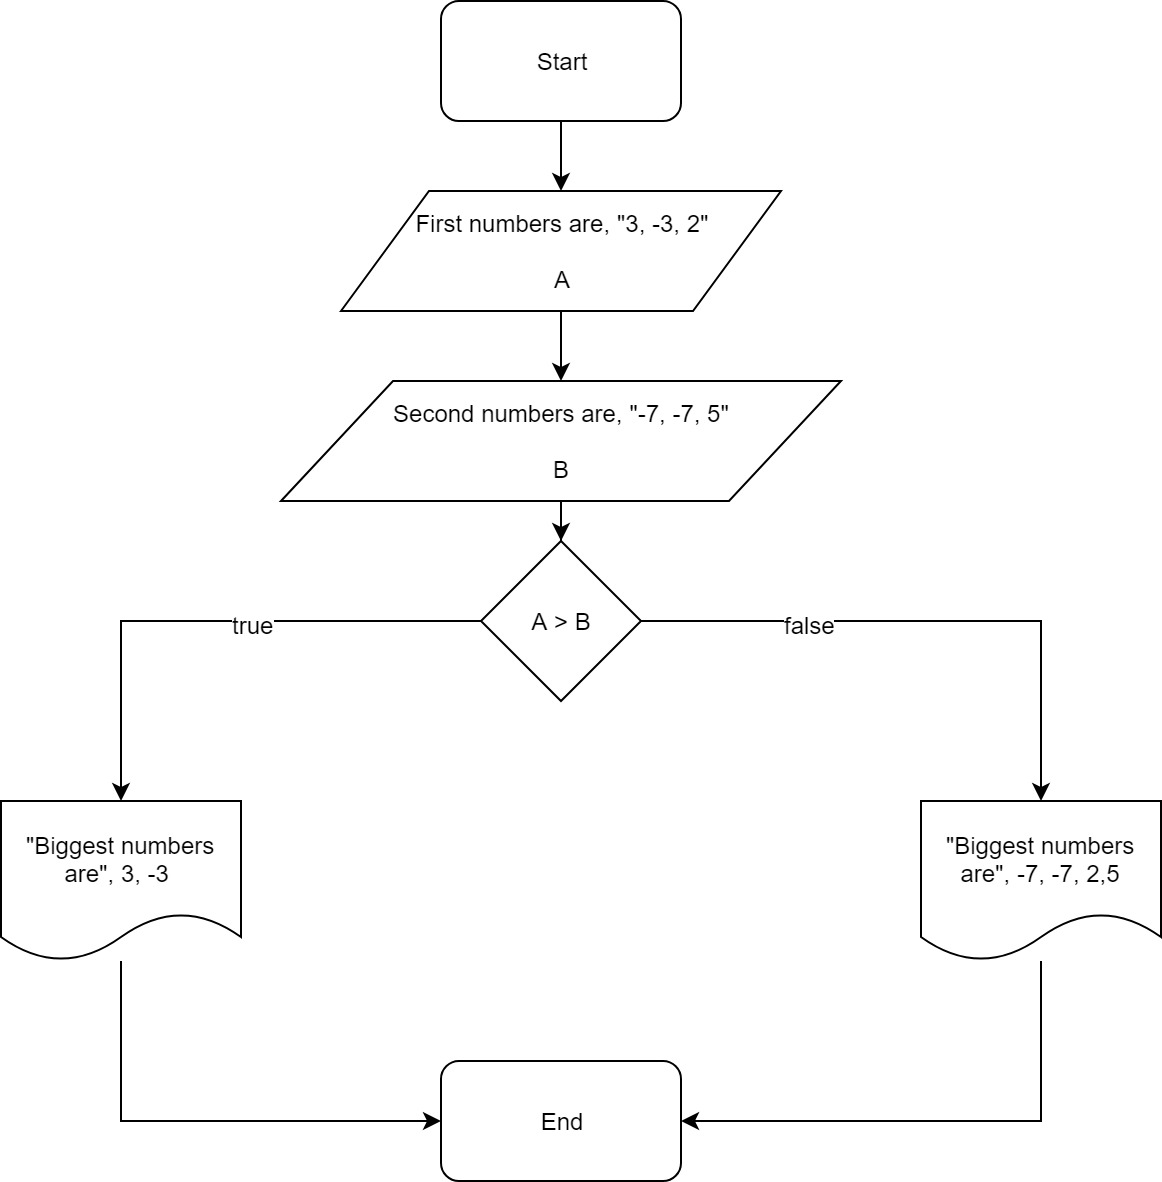 Start
First numbers are, "3, -3, 2"
A
Second numbers are, "-7, -7, 5"
B
A > B
true
false
"Biggest numbers
are", 3, -3
"Biggest numbers
are", -7, -7, 2,5
End